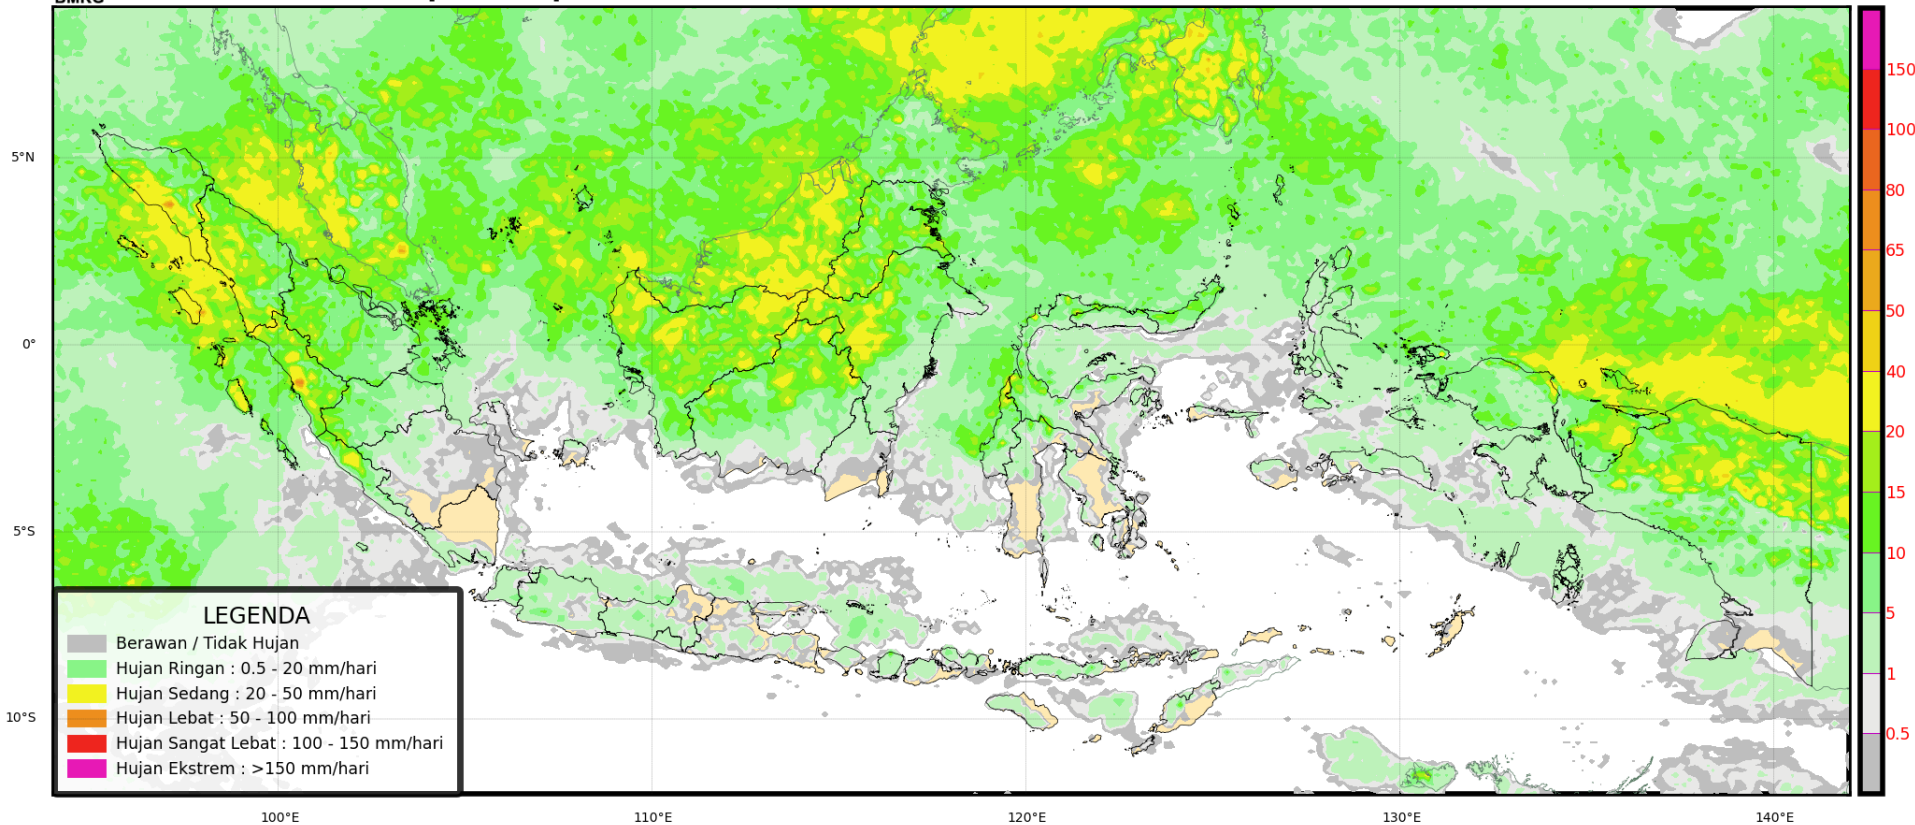 BMKG
150
100
80
65
50
40
20
15
10
5
1
0.5
5°N
0°
5°S
10°S
LEGENDA
Berawan / Tidak Hujan
Hujan Ringan : 0.5 - 20 mm/hari
Hujan Sedang : 20 - 50 mm/hari
Hujan Lebat : 50 - 100 mm/hari
Hujan Sangat Lebat : 100 - 150 mm/hari
Hujan Ekstrem : >150 mm/hari
100°E
110°E
120°E
130°E
140°E